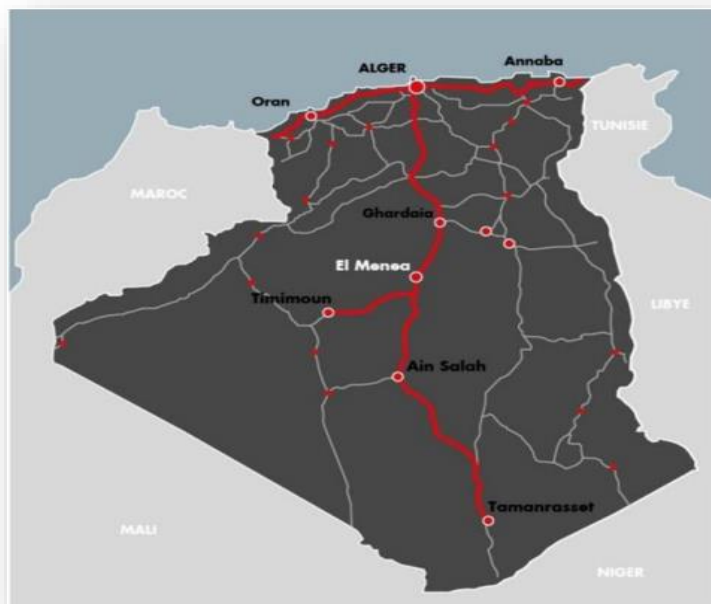 Annaba
ALGER
Oran
TUNISIE
MAROC
Ghardaia
El Menea
Timimoun
LIBYE
Ain Salah
Tamanrasset
MALI
NIGER